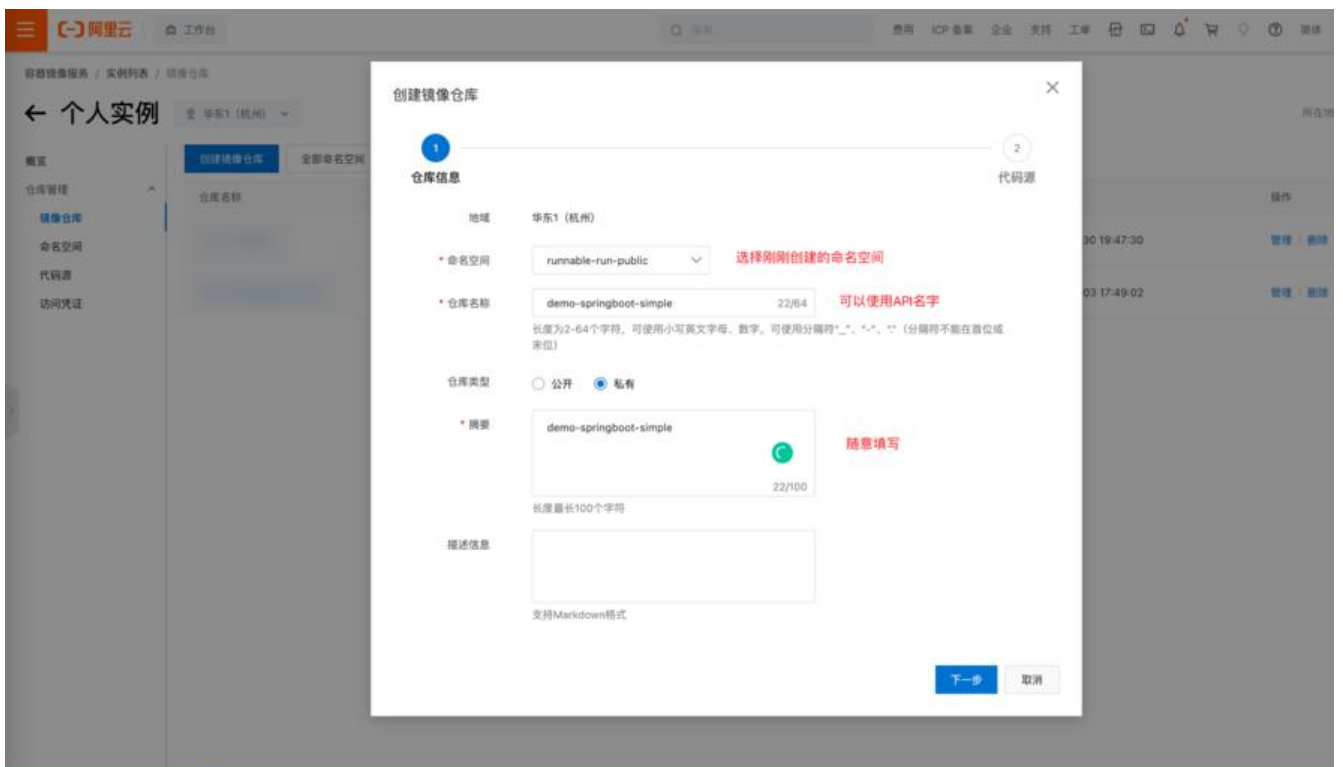 阿里云
工作台
费用
ICP 备案
企业
支持
工单
简体
容器镜像服务 / 实例列表 / 镜像仓库
个人实例
华东1（杭州）
概览
仓库管理
镜像仓库
命名空间
代码源
访问凭证
创建镜像仓库
全部命名空间
仓库名称
操作
30 19:47:30
管理
删除
03 17:49:02
管理
删除
创建镜像仓库
1
2
仓库信息
代码源
地域
华东1（杭州）
* 命名空间
runnable-run-public
选择刚刚创建的命名空间
* 仓库名称
demo-springboot-simple
22/64
可以使用API名字
长度为2-64个字符，可使用小写英文字母、数字，可使用分隔符"_"、"-"、"."（分隔符不能在首位或
末位）
仓库类型
公开
私有
* 摘要
demo-springboot-simple
随意填写
22/100
长度最长100个字符
描述信息
支持Markdown格式
下一步
取消